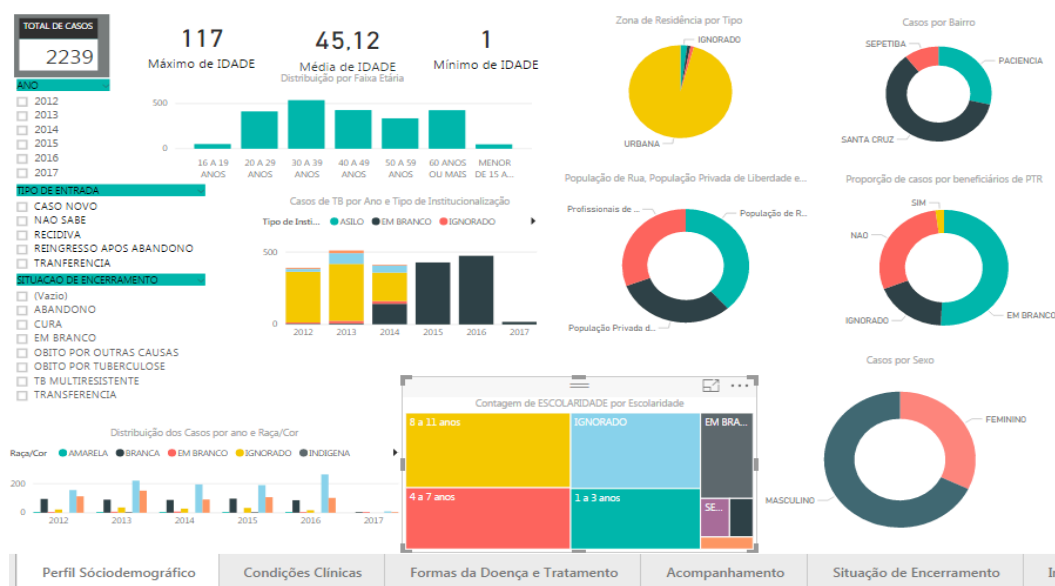 TOTAL DE CASOS
2239
117
Máximo de IDADE
45,12
Média de IDADE
1
Mínimo de IDADE
ANO
2012
2013
2014
2015
2016
2017
TIPO DE ENTRADA
CASO NOVO
NAO SABE
RECIDIVA
REINGRESSO APOS ABANDONO
TRANFERENCIA
SITUACAO DE ENCERRAMENTO
(Vazio)
ABANDONO
CURA
EM BRANCO
OBITO POR OUTRAS CAUSAS
OBITO POR TUBERCULOSE
TB MULTIRESISTENTE
TRANSFERENCIA
Distribuição por Faixa Etária
500
0
16 A 19 ANOS
20 A 29 ANOS
30 A 39 ANOS
40 A 49 ANOS
50 A 59 ANOS
60 ANOS OU MAIS
MENOR DE 15 A...
Casos de TB por Ano e Tipo de Institucionalização
Tipo de Insti... ASILO EM BRANCO IGNORADO
500
0
2012 2013 2014 2015 2016 2017
Zona de Residência por Tipo
IGNORADO
URBANA
Casos por Bairro
SEPETIBA
PACIENCIA
SANTA CRUZ
População de Rua, População Privada de Liberdade e...
Profissionais de ...
População de R...
População Privada d...
Proporção de casos por beneficiários de PTR
SIM
NAO
IGNORADO
EM BRANCO
Casos por Sexo
FEMININO
MASCULINO
Distribuição dos Casos por ano e Raça/Cor
Raça/Cor AMARELA BRANCA EM BRANCO IGNORADO INDIGENA
200
0
2012 2013 2014 2015 2016 2017
Contagem de ESCOLARIDADE por Escolaridade
8 a 11 anos
IGNORADO
EM BRA...
4 a 7 anos
1 a 3 anos
SE...
Perfil Sóciodemográfico
Condições Clínicas
Formas da Doença e Tratamento
Acompanhamento
Situação de Encerramento